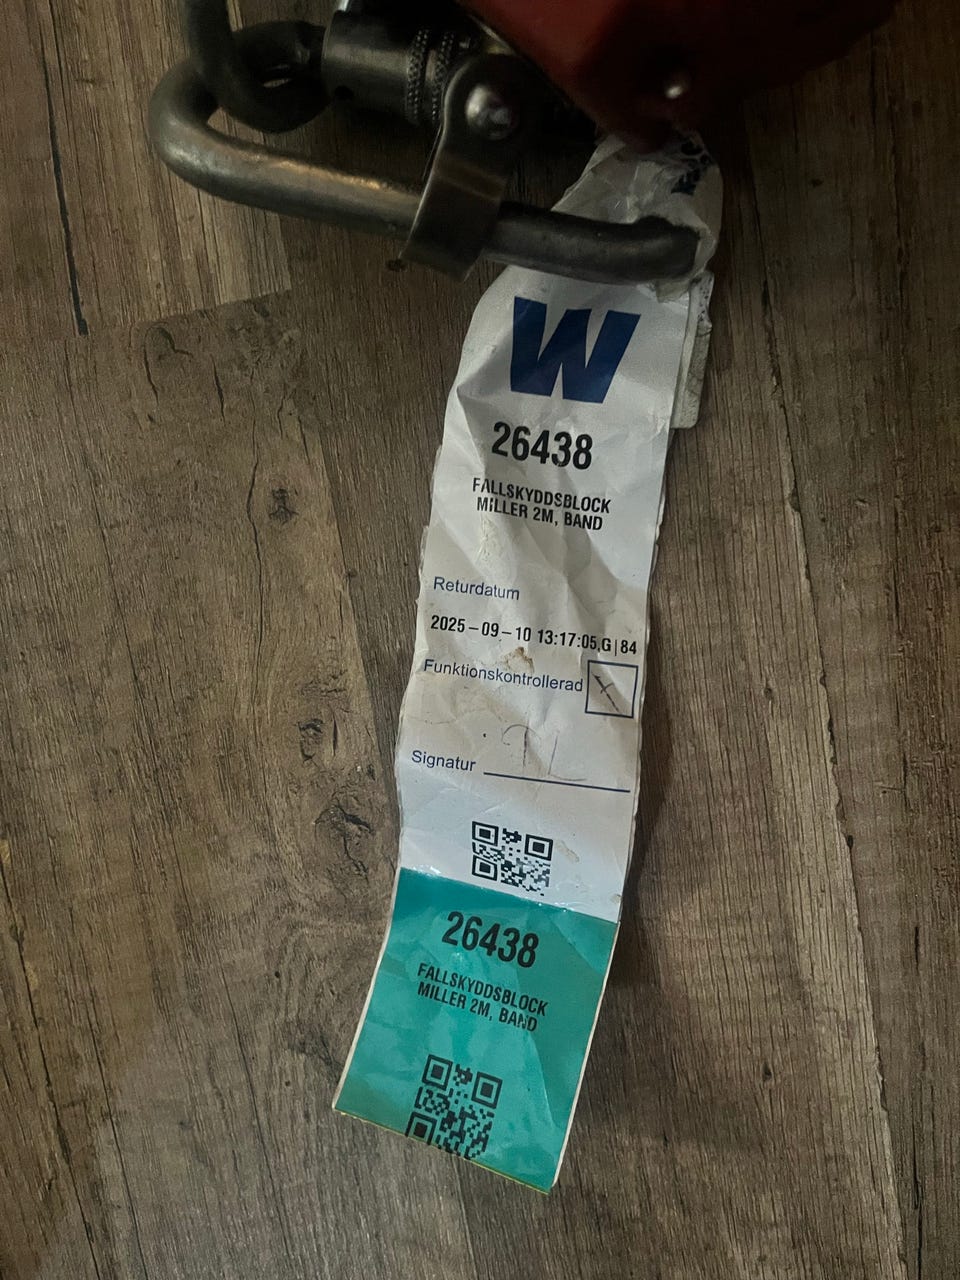 W
26438
FALLSKYDDSBLOCK
MILLER 2M, BAND
Returdatum
2025-09-10 13:17:05,G|84
Funktionskontrollerad
Signatur TL
26438
FALLSKYDDSBLOCK
MILLER 2M, BAND